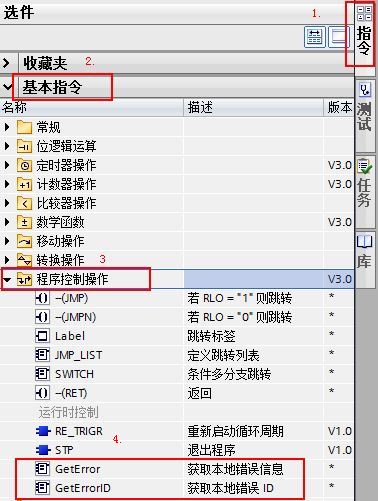 选件
1.
指令
收藏夹 2.
基本指令
名称 描述 版本
常规
位逻辑运算
定时器操作 V3.0
计数器操作 V3.0
比较器操作
数学函数 V3.0
移动操作
转换操作 3
程序控制操作 V3.0
-(JMP) 若 RLO = "1" 则跳转 *
-(JMPN) 若 RLO = "0" 则跳转 *
Label 跳转标签 *
JMP_LIST 定义跳转列表 *
SWITCH 条件多分支跳转 *
-(RET) 返回 *
运行时控制
RE_TRIGR 重新启动循环周期 V1.0
STP 4. 退出程序 V1.0
GetError 获取本地错误信息 *
GetErrorID 获取本地错误 ID *
测试
任务
库